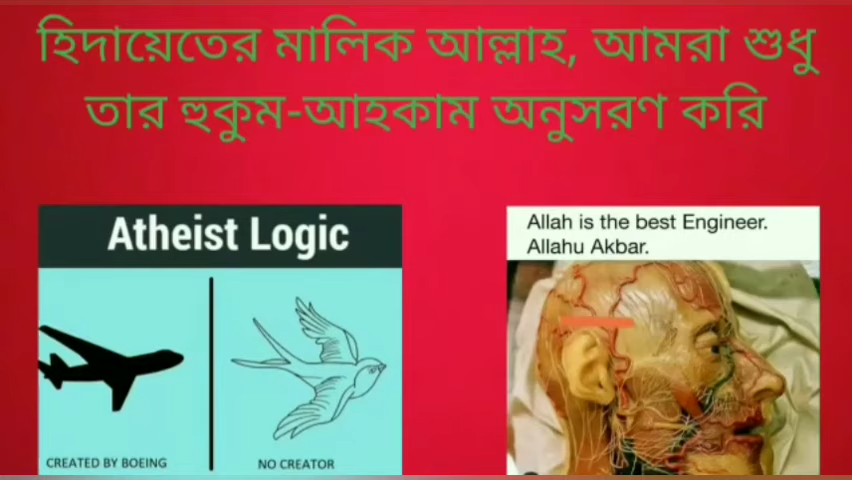 হিদায়েতের মালিক আল্লাহ, আমরা শুধু
তার হুকুম-আহকাম অনুসরণ করি
Atheist Logic
CREATED BY BOEING
NO CREATOR
Allah is the best Engineer.
Allahu Akbar.